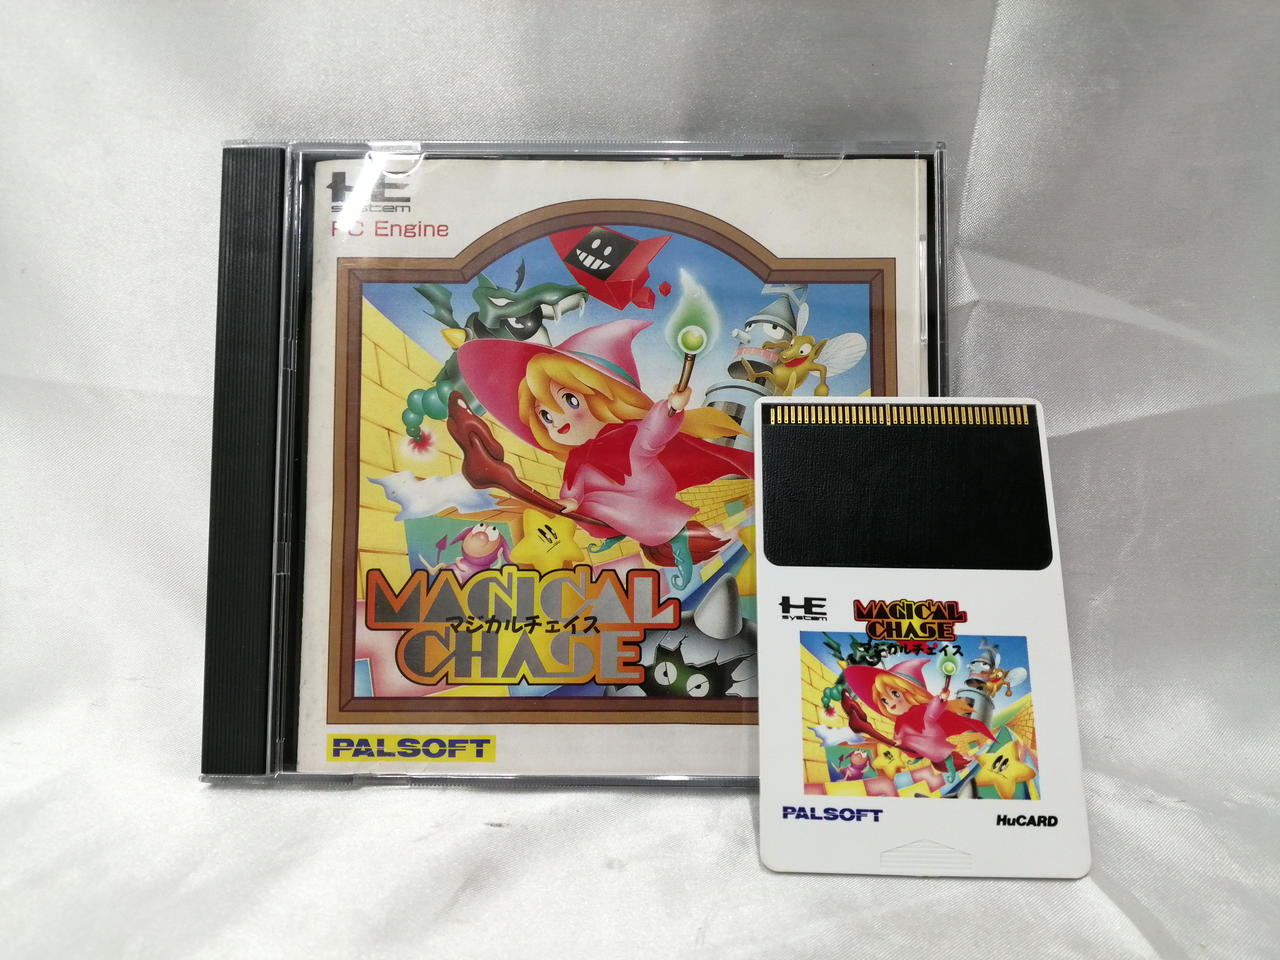 HE
system
PC Engine
MAGICAL
マジカルチェイス
CHASE
PALSOFT
HE
system
MAGICAL
CHASE
マジカルチェイス
PALSOFT
HuCARD